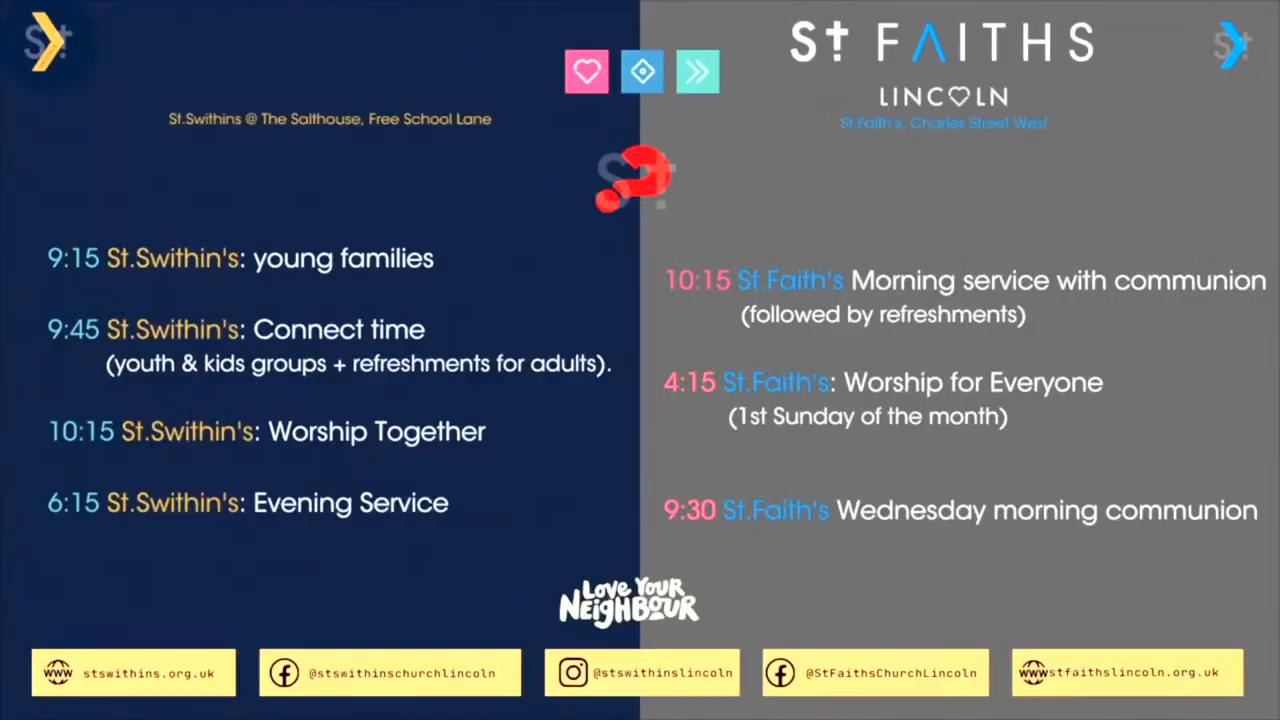 St
St.Swithins @ The Salthouse, Free School Lane
9:15 St.Swithin's: young families
9:45 St.Swithin's: Connect time
(youth & kids groups + refreshments for adults).
10:15 St.Swithin's: Worship Together
6:15 St.Swithin's: Evening Service
St
St FAITHS
LINCOLN
St.Faith's, Charles Street West
St
?
10:15 St.Faith's Morning service with communion
(followed by refreshments)
4:15 St.Faith's: Worship for Everyone
(1st Sunday of the month)
9:30 St.Faith's Wednesday morning communion
LOVE YOUR
NEIGHBOUR
www stswithins.org.uk
@stswithinschurchlincoln
@stswithinslincoln
@StFaithsChurchLincoln
www stfaithslincoln.org.uk